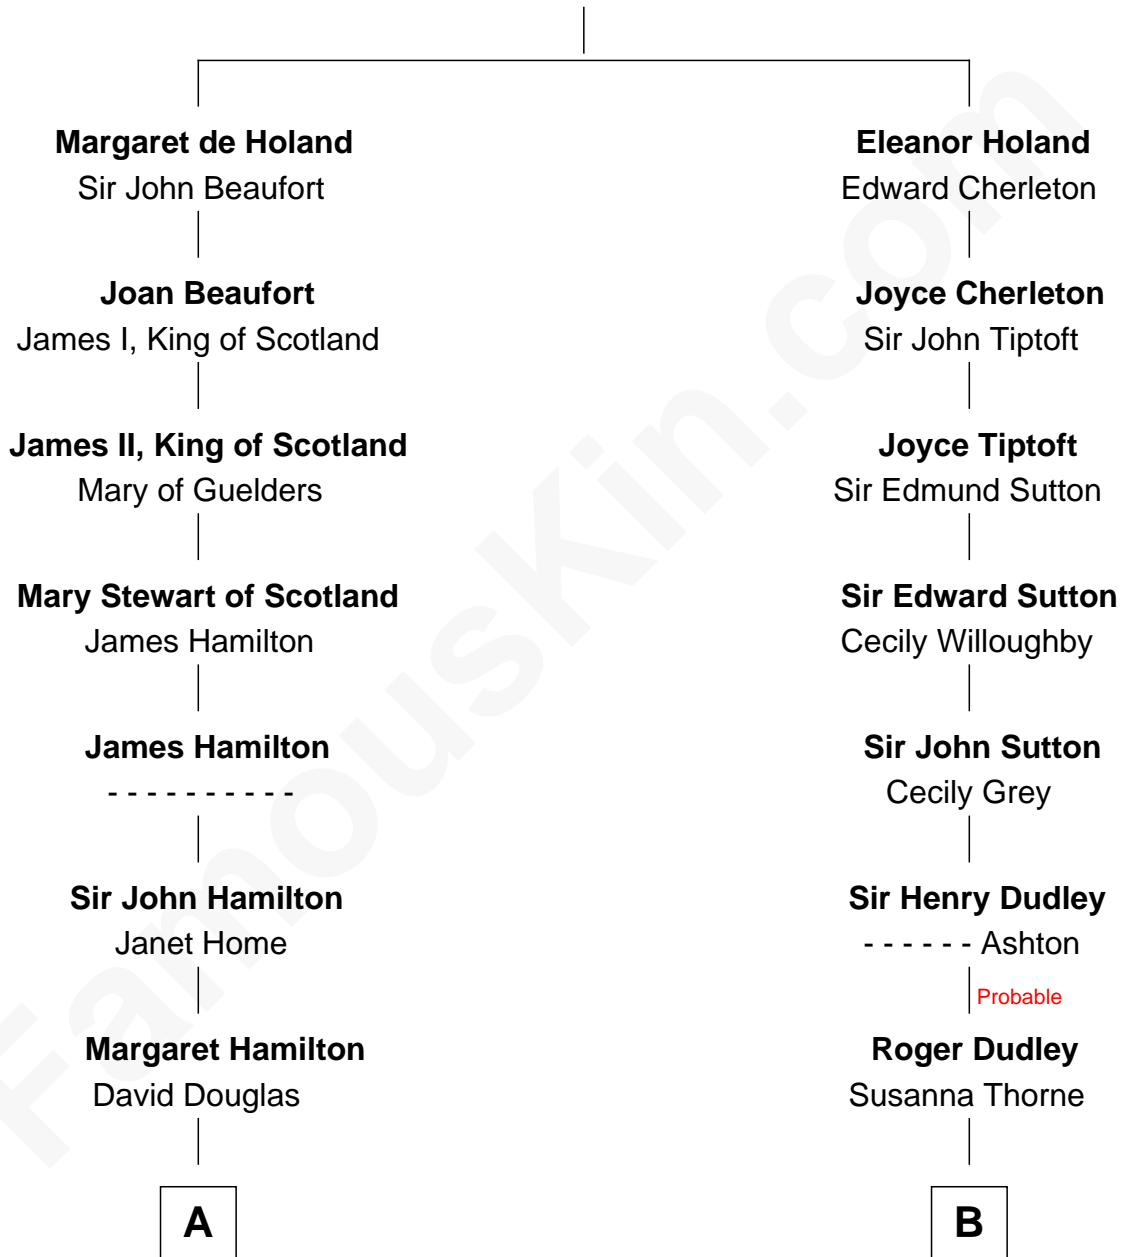 Margaret de Holand
Sir John Beaufort
Joan Beaufort
James I, King of Scotland
James II, King of Scotland
Mary of Guelders
Mary Stewart of Scotland
James Hamilton
James Hamilton
- - - - - - - - - -
Sir John Hamilton
Janet Home
Margaret Hamilton
David Douglas
A
Eleanor Holand
Edward Cherleton
Joyce Cherleton
Sir John Tiptoft
Joyce Tiptoft
Sir Edmund Sutton
Sir Edward Sutton
Cecily Willoughby
Sir John Sutton
Cecily Grey
Sir Henry Dudley
- - - - - - Ashton
Probable
Roger Dudley
Susanna Thorne
B
FamousKin.com